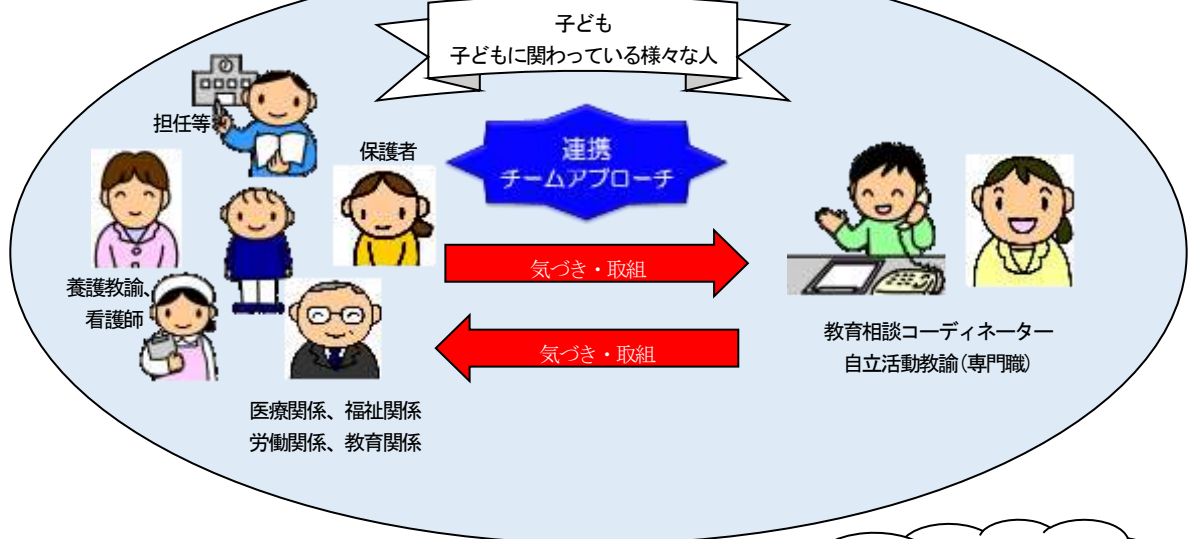 子ども
子どもに関わっている様々な人
担任等
保護者
連携
チームアプローチ
気づき・取組
養護教諭、
看護師
気づき・取組
教育相談コーディネーター
自立活動教諭(専門職)
医療関係、福祉関係
労働関係、教育関係